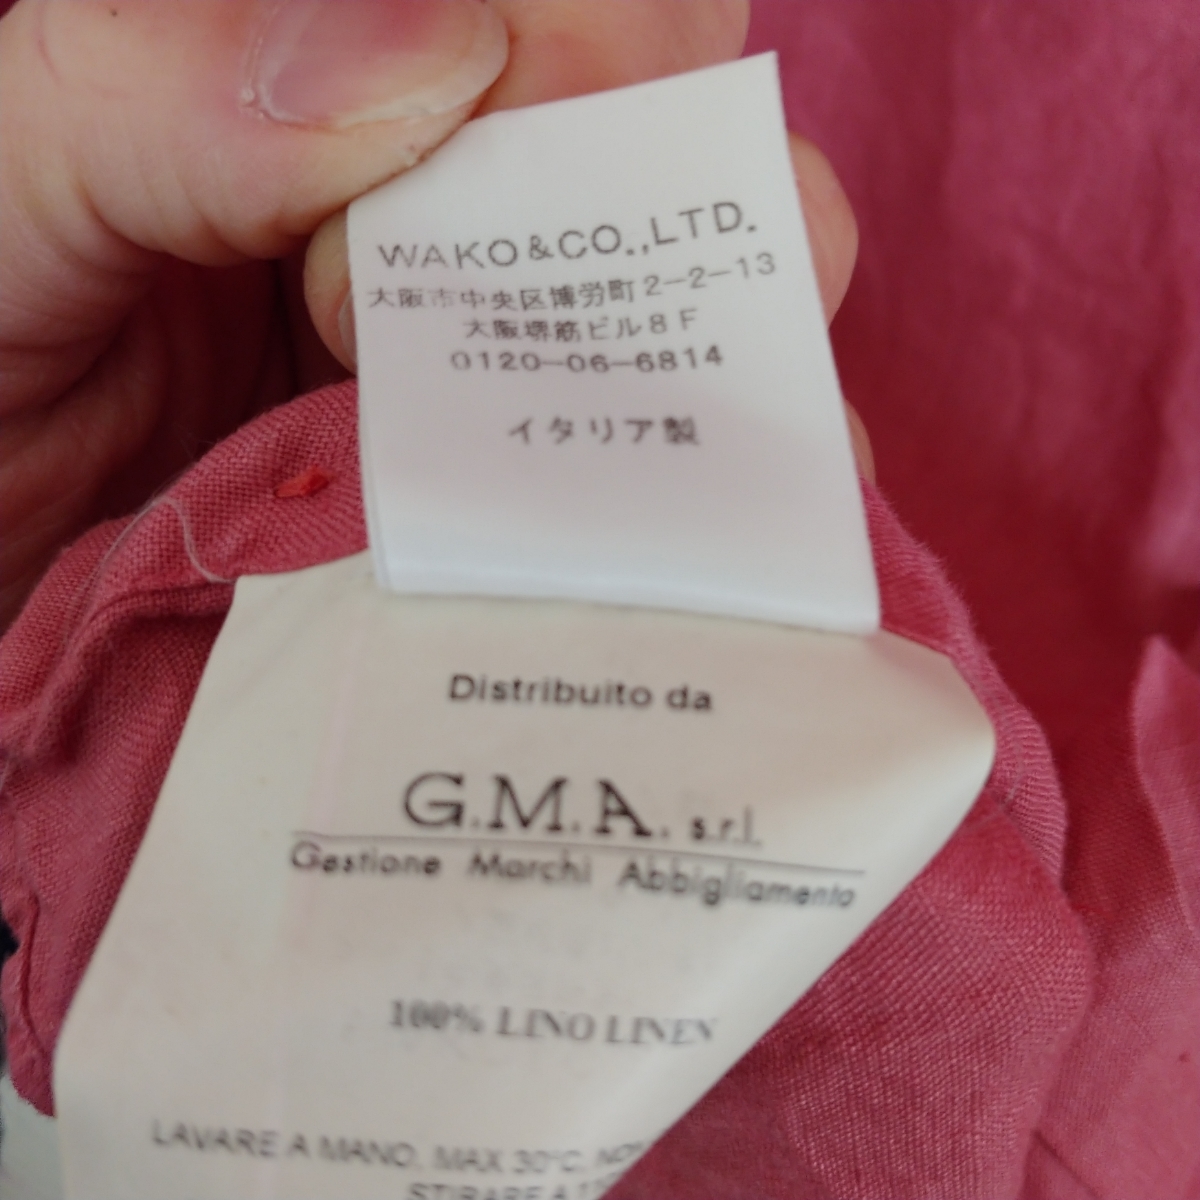 WAKO&CO.,LTD.
大阪市中央区博労町2-2-13
大阪堺筋ビル8F
0120-06-6814
イタリア製
Distribuito da
G.M.A. s.r.l.
Gestione Marchi Abbigliamento
100% LINO LINEN
LAVARE A MANO. MAX 30°C.
STIRARE A